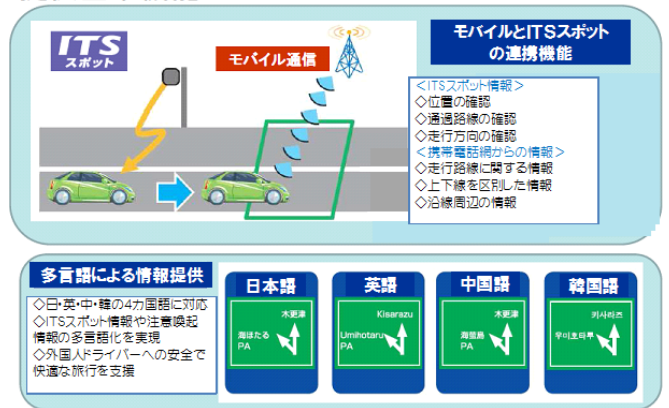 ITS
スポット
モバイル通信
モバイルとITSスポット
の連携機能
<ITSスポット情報>
◇位置の確認
◇通過路線の確認
◇走行方向の確認
<携帯電話網からの情報>
◇走行路線に関する情報
◇上下線を区別した情報
◇沿線周辺の情報
多言語による情報提供
◇日・英・中・韓の4カ国語に対応
◇ITSスポット情報や注意喚起
情報の多言語化を実現
◇外国人ドライバーへの安全で
快適な旅行を支援
日本語
木更津
海ほたる
PA
英語
Kisarazu
Umihotaru
PA
中国語
木更津
海萤島
PA
韓国語
키사라즈
우미호타루